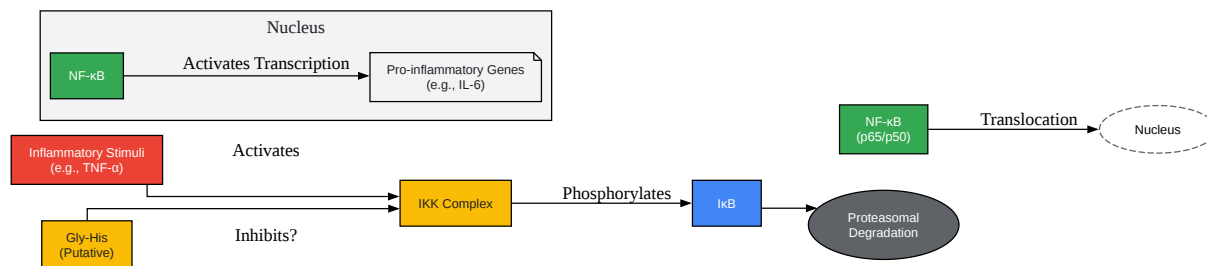 Nucleus
NF-κB
Activates Transcription
Pro-inflammatory Genes
(e.g., IL-6)
NF-κB
(p65/p50)
Translocation
Nucleus
Inflammatory Stimuli
(e.g., TNF-α)
Activates
IKK Complex
Phosphorylates
IκB
Proteasomal
Degradation
Gly-His
(Putative)
Inhibits?